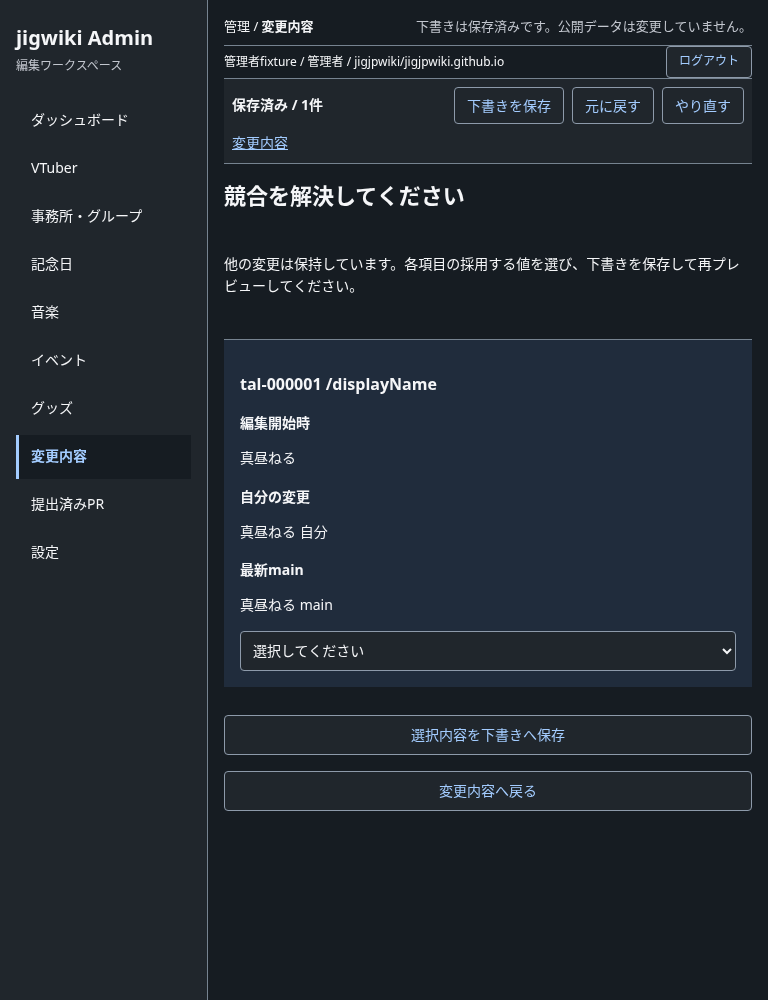 jigwiki Admin
編集ワークスペース
ダッシュボード
VTuber
事務所・グループ
記念日
音楽
イベント
グッズ
変更内容
提出済みPR
設定
管理 / 変更内容
下書きは保存済みです。公開データは変更していません。
管理者fixture / 管理者 / jigjpwiki/jigjpwiki.github.io
ログアウト
保存済み / 1件
下書きを保存
元に戻す
やり直す
変更内容
競合を解決してください
他の変更は保持しています。各項目の採用する値を選び、下書きを保存して再プレ
ビューしてください。
tal-000001 /displayName
編集開始時
真昼ねる
自分の変更
真昼ねる 自分
最新main
真昼ねる main
選択してください
選択内容を下書きへ保存
変更内容へ戻る